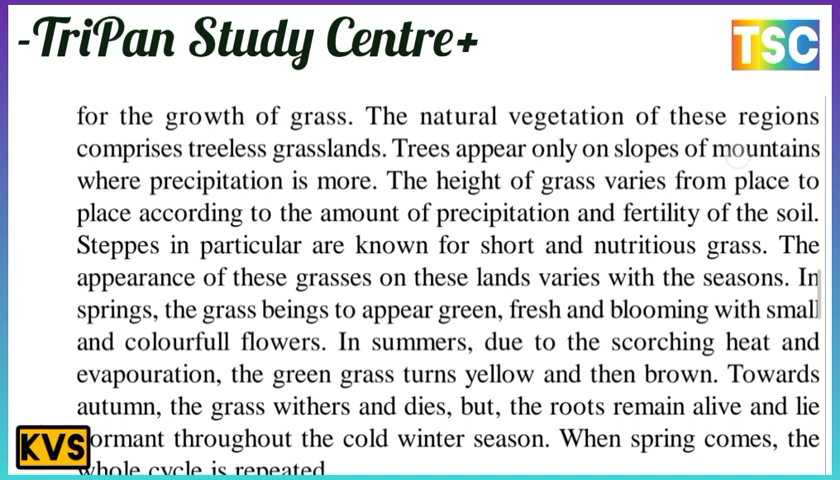 -TriPan Study Centre+
TSC
for the growth of grass. The natural vegetation of these regions
comprises treeless grasslands. Trees appear only on slopes of mountains
where precipitation is more. The height of grass varies from place to
place according to the amount of precipitation and fertility of the soil.
Steppes in particular are known for short and nutritious grass. The
appearance of these grasses on these lands varies with the seasons. In
springs, the grass beings to appear green, fresh and blooming with small
and colourfull flowers. In summers, due to the scorching heat and
evapouration, the green grass turns yellow and then brown. Towards
autumn, the grass withers and dies, but, the roots remain alive and lie
ormant throughout the cold winter season. When spring comes, the
whole cycle is repeated
KVS